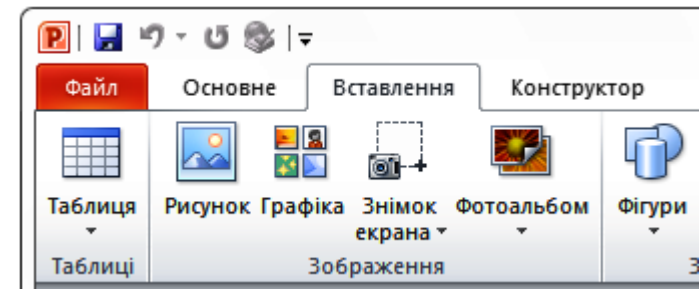 Файл Основне Вставлення Конструктор
Таблиця Рисунок Графіка Знімок екрана Фотоальбом Фігури
Таблиці Зображення